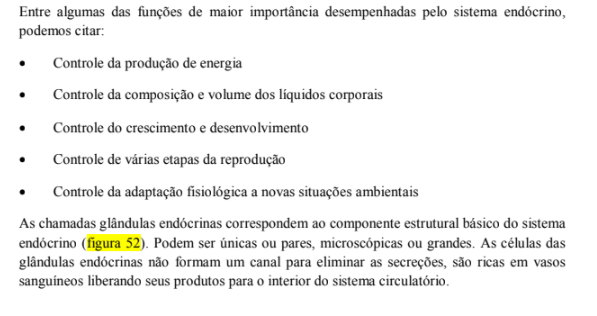 Entre algumas das funções de maior importância desempenhadas pelo sistema endócrino,
podemos citar:
• Controle da produção de energia
• Controle da composição e volume dos líquidos corporais
• Controle do crescimento e desenvolvimento
• Controle de várias etapas da reprodução
• Controle da adaptação fisiológica a novas situações ambientais
As chamadas glândulas endócrinas correspondem ao componente estrutural básico do sistema
endócrino (figura 52). Podem ser únicas ou pares, microscópicas ou grandes. As células das
glândulas endócrinas não formam um canal para eliminar as secreções, são ricas em vasos
sanguíneos liberando seus produtos para o interior do sistema circulatório.